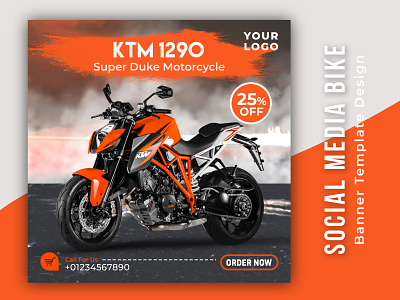 KTM 1290
Super Duke Motorcycle
YOUR
LOGO
25%
OFF
KTM
Call For Us
+01234567890
ORDER NOW
SOCIAL MEDIA BIKE
Banner Template Design